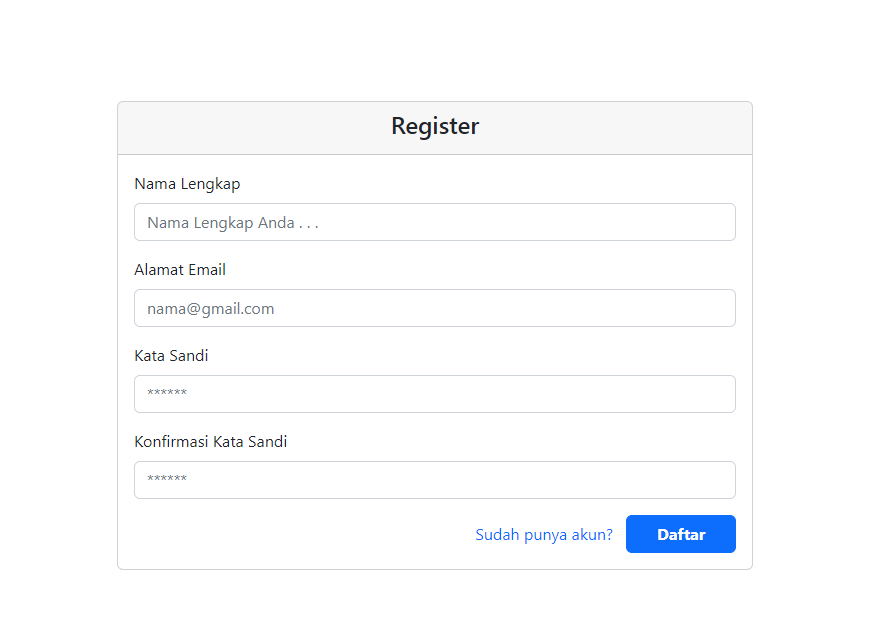 Register
Nama Lengkap
Nama Lengkap Anda . . .
Alamat Email
nama@gmail.com
Kata Sandi
******
Konfirmasi Kata Sandi
******
Sudah punya akun? Daftar